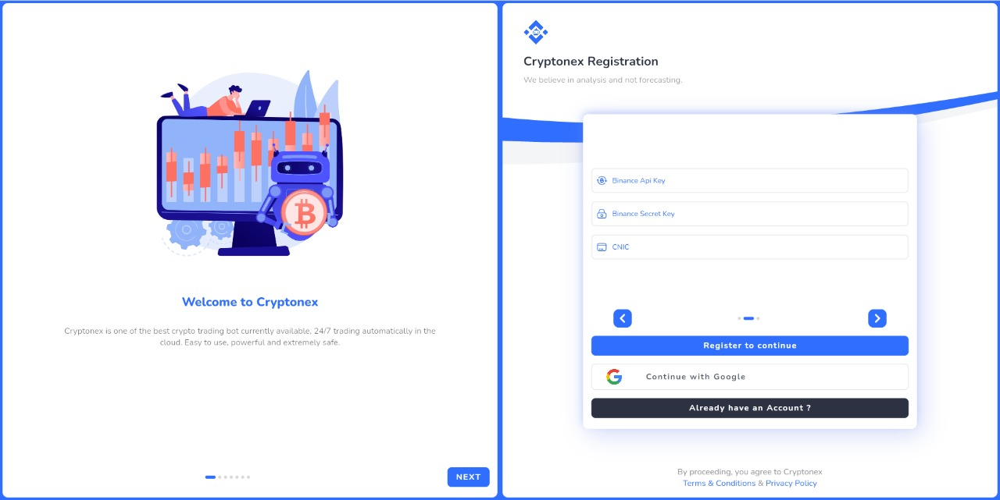 Welcome to Cryptonex
Cryptonex is one of the best crypto trading bot currently available, 24/7 trading automatically in the
cloud. Easy to use, powerful and extremely safe.
NEXT
Cryptonex Registration
We believe in analysis and not forecasting.
Binance Api Key
Binance Secret Key
CNIC
Register to continue
Continue with Google
Already have an Account ?
By proceeding, you agree to Cryptonex
Terms & Conditions & Privacy Policy